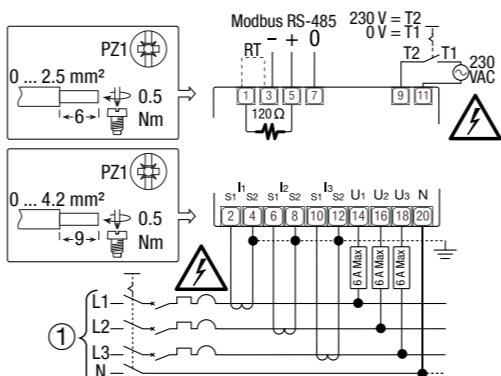 PZ1
0 ... 2.5 mm²
6
0.5
Nm
Modbus RS-485
RT − + 0
230 V = T2
0 V = T1
T2 T1
230
VAC
1 3 5 7 9 11
120 Ω
PZ1
0 ... 4.2 mm²
9
0.5
Nm
I1 I2 I3 U1 U2 U3 N
S1 S2 S1 S2 S1 S2
2 4 6 8 10 12 14 16 18 20
6 A Max 6 A Max 6 A Max
1
L1
L2
L3
N